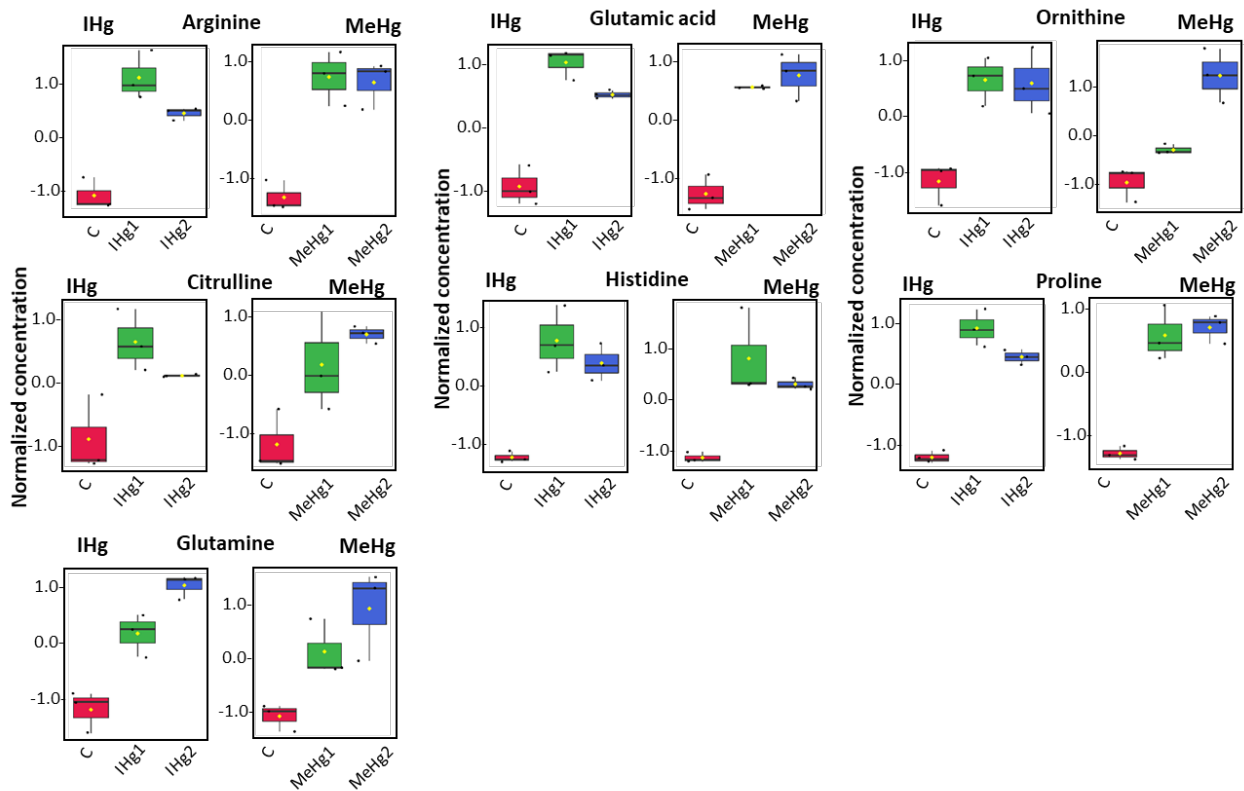 IHg Arginine MeHg
1.0
0.0
-1.0
C IHg1 IHg2
1.0
0.0
-1.0
C MeHg1 MeHg2
IHg Glutamic acid MeHg
1.0
0.0
-1.0
C IHg1 IHg2
1.0
0.0
-1.0
C MeHg1 MeHg2
IHg Ornithine MeHg
1.0
0.0
-1.0
C IHg1 IHg2
1.0
0.0
-1.0
C MeHg1 MeHg2
Normalized concentration
Normalized concentration
Normalized concentration
IHg Citrulline MeHg
1.0
0.0
-1.0
C IHg1 IHg2
1.0
0.0
-1.0
C MeHg1 MeHg2
IHg Histidine MeHg
1.0
0.0
-1.0
C IHg1 IHg2
1.0
0.0
-1.0
C MeHg1 MeHg2
IHg Proline MeHg
1.0
0.0
-1.0
C IHg1 IHg2
1.0
0.0
-1.0
C MeHg1 MeHg2
IHg Glutamine MeHg
1.0
0.0
-1.0
C IHg1 IHg2
1.0
0.0
-1.0
C MeHg1 MeHg2